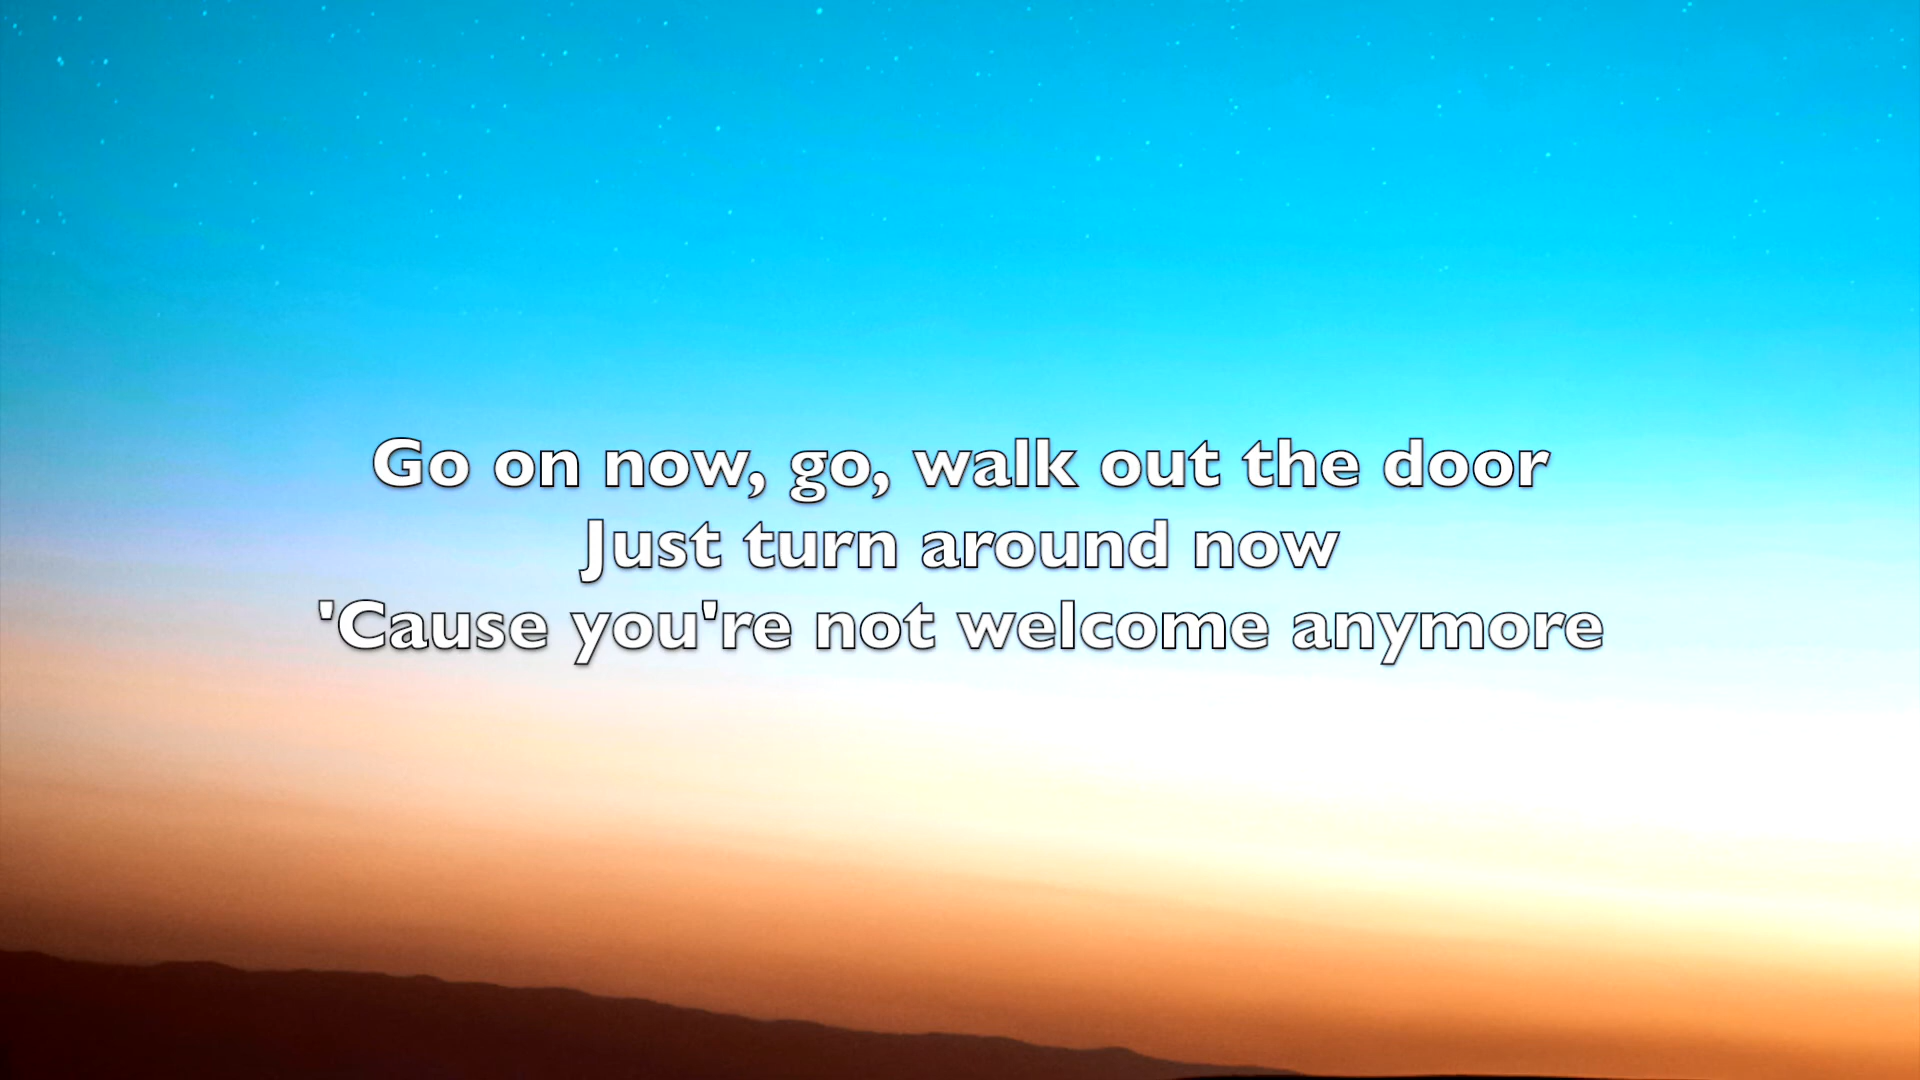 Go on now, go, walk out the door
Just turn around now
'Cause you're not welcome anymore